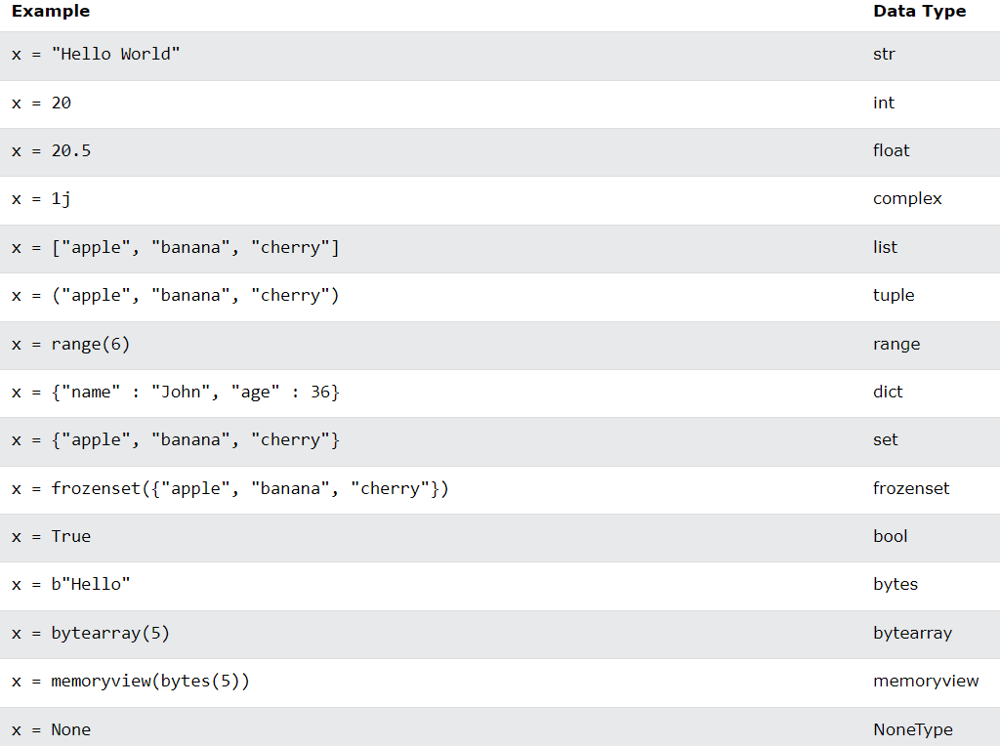 Example Data Type
x = "Hello World" str
x = 20 int
x = 20.5 float
x = 1j complex
x = ["apple", "banana", "cherry"] list
x = ("apple", "banana", "cherry") tuple
x = range(6) range
x = {"name" : "John", "age" : 36} dict
x = {"apple", "banana", "cherry"} set
x = frozenset({"apple", "banana", "cherry"}) frozenset
x = True bool
x = b"Hello" bytes
x = bytearray(5) bytearray
x = memoryview(bytes(5)) memoryview
x = None NoneType